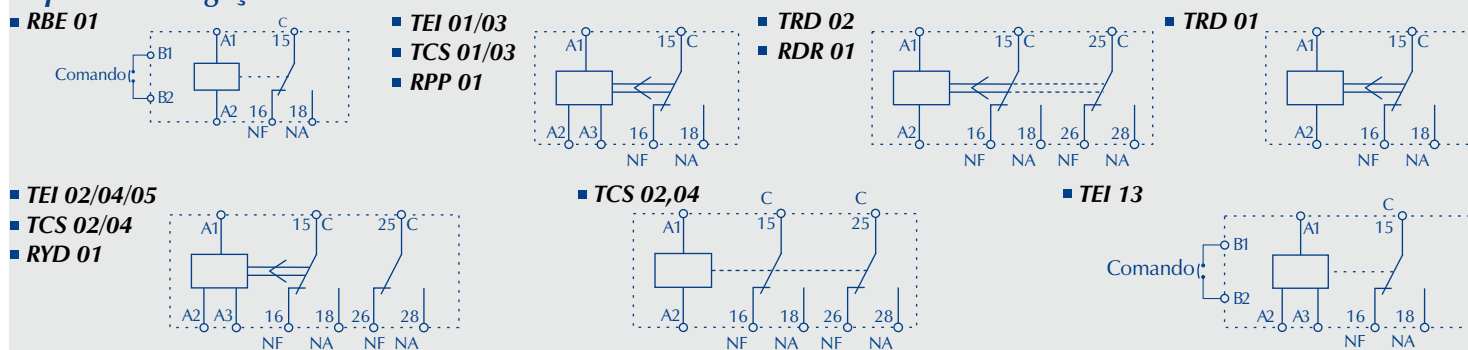 RBE 01
C
A1 15
B1
Comando
B2
A2 16 18
NF NA
TEI 01/03
TCS 01/03
RPP 01
A1 15 C
A2 A3 16 18
NF NA
TRD 02
RDR 01
A1 15 C 25 C
A2 16 18 26 28
NF NA NF NA
TRD 01
A1 15 C
A2 16 18
NF NA
TEI 02/04/05
TCS 02/04
RYD 01
A1 15 C 25 C
A2 A3 16 18 26 28
NF NA NF NA
TCS 02,04
C C
A1 15 25
A2 16 18 26 28
NF NA NF NA
TEI 13
C
A1 15
B1
Comando
B2
A2 A3 16 18
NF NA